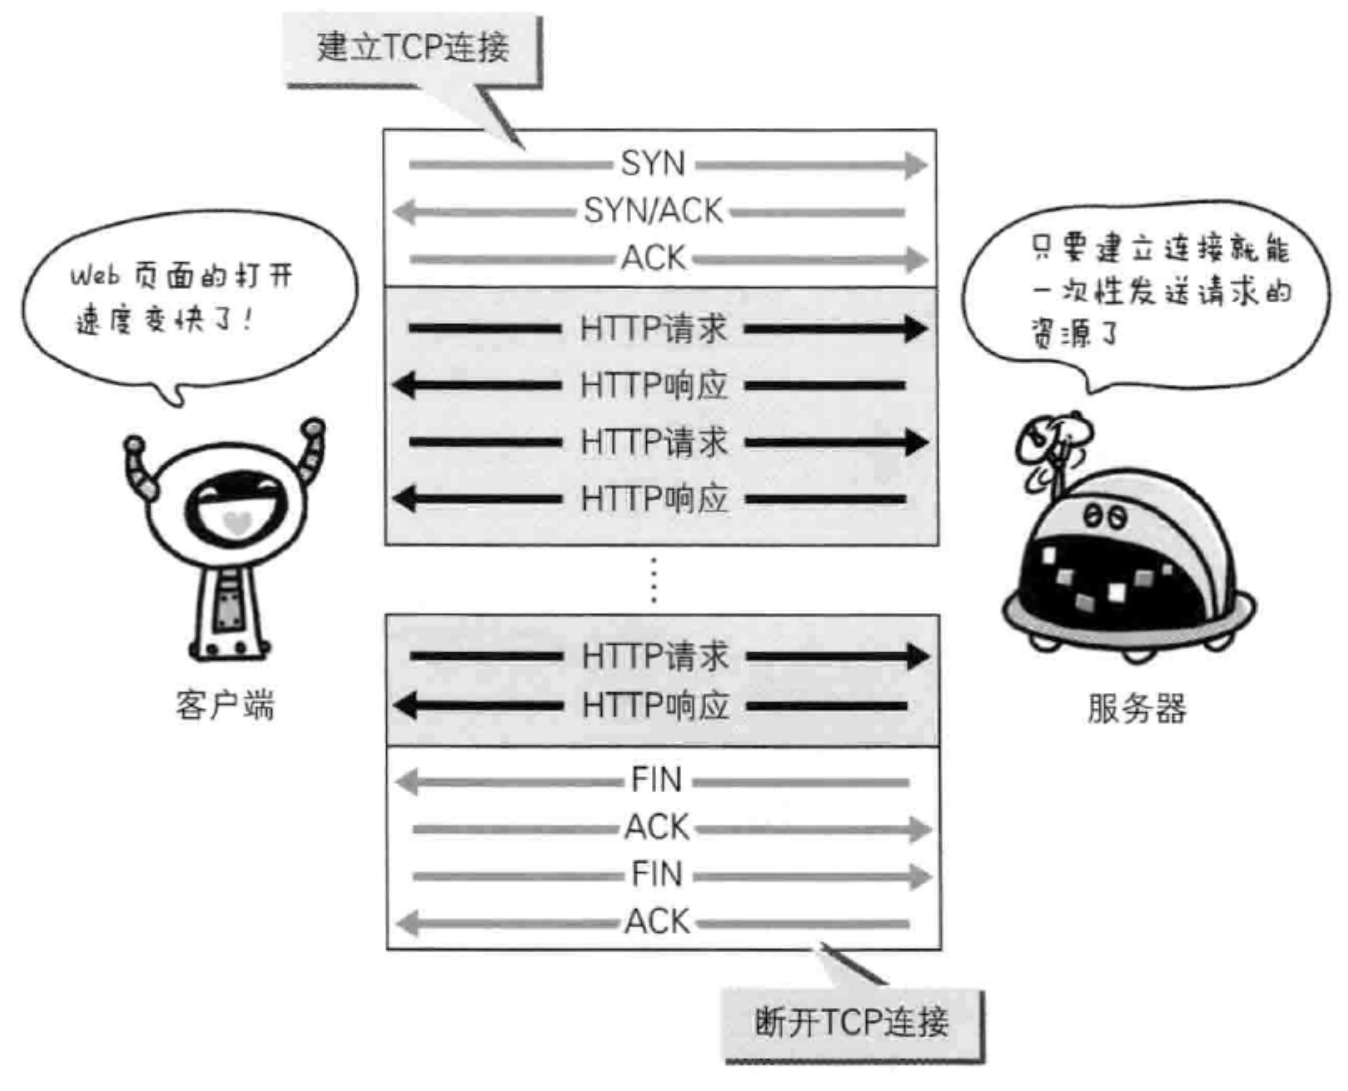 建立TCP连接
SYN
SYN/ACK
ACK
Web 页面的打开
速度变快了!
只要建立连接就能
一次性发送请求的
资源了
HTTP请求
HTTP响应
HTTP请求
HTTP响应
HTTP请求
HTTP响应
客户端
服务器
FIN
ACK
FIN
ACK
断开TCP连接